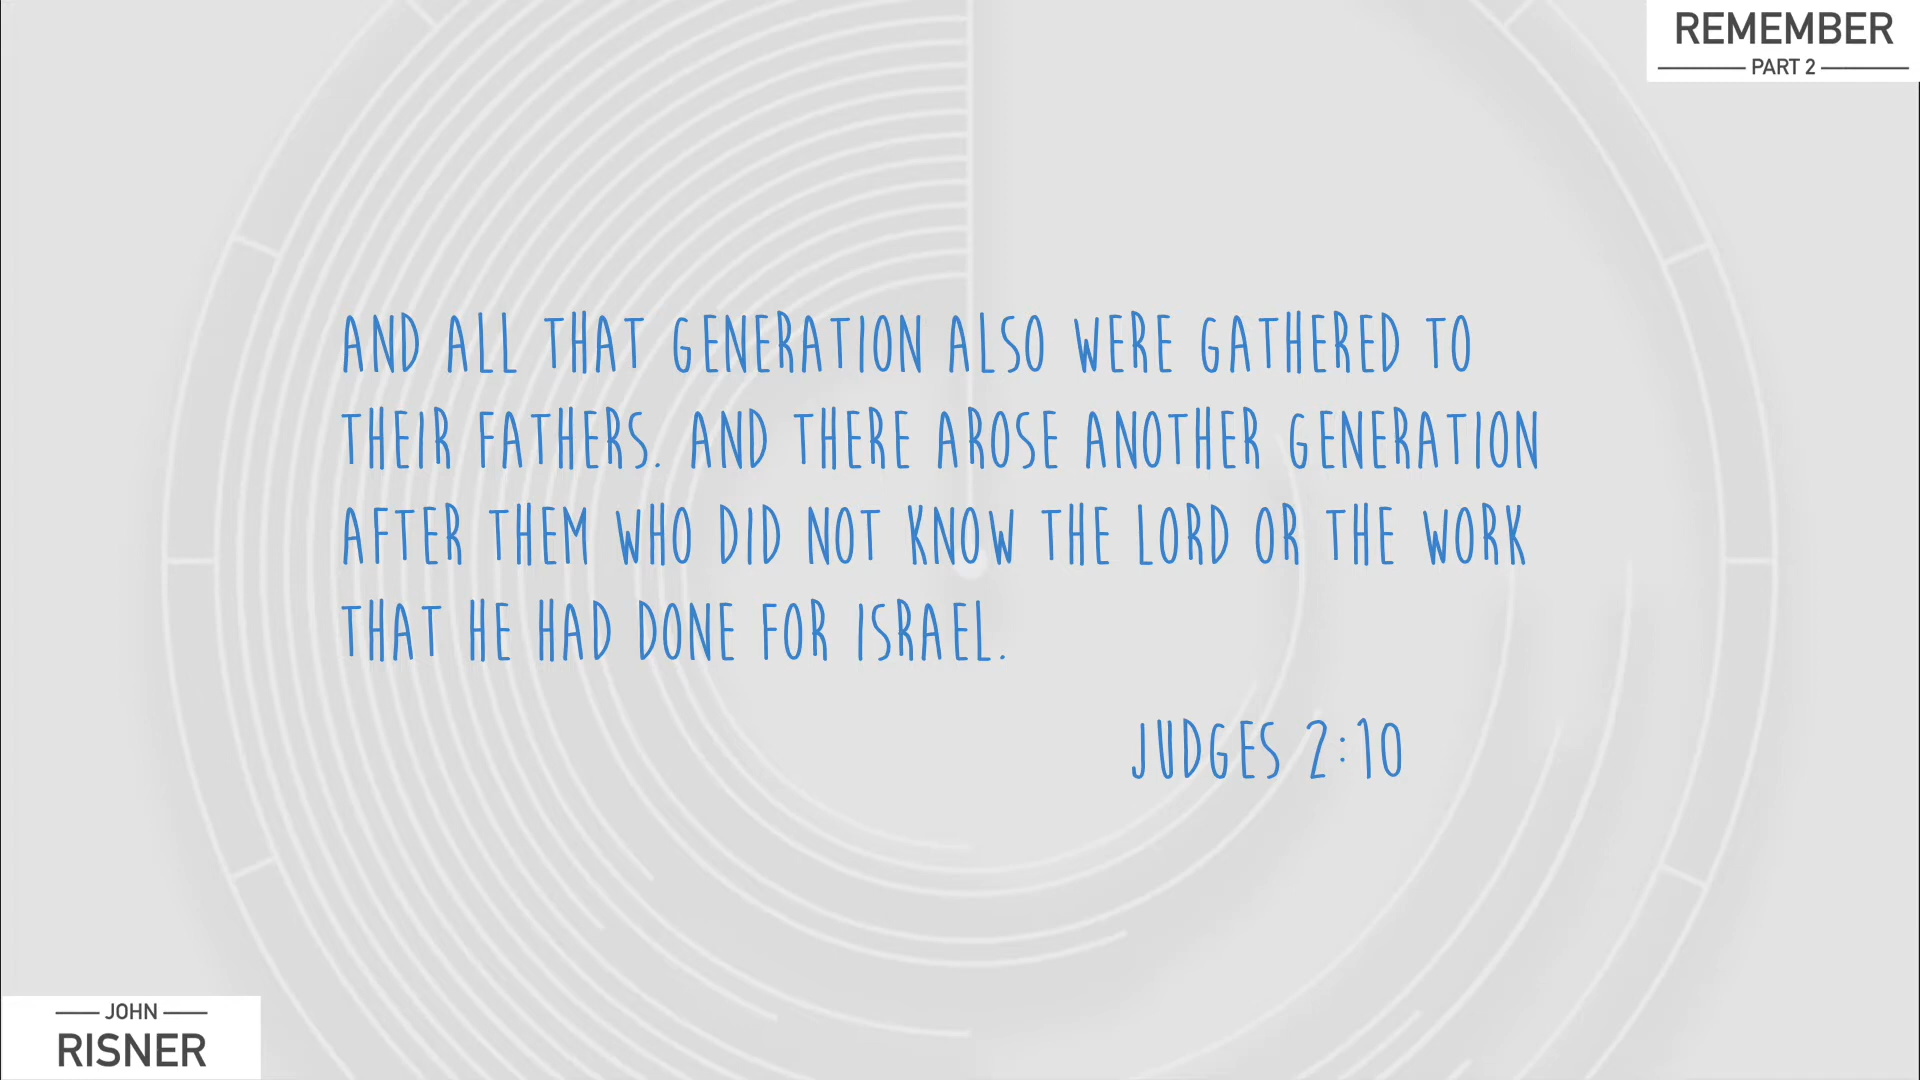 REMEMBER
PART 2
AND ALL THAT GENERATION ALSO WERE GATHERED TO
THEIR FATHERS. AND THERE AROSE ANOTHER GENERATION
AFTER THEM WHO DID NOT KNOW THE LORD OR THE WORK
THAT HE HAD DONE FOR ISRAEL.
JUDGES 2:10
JOHN
RISNER